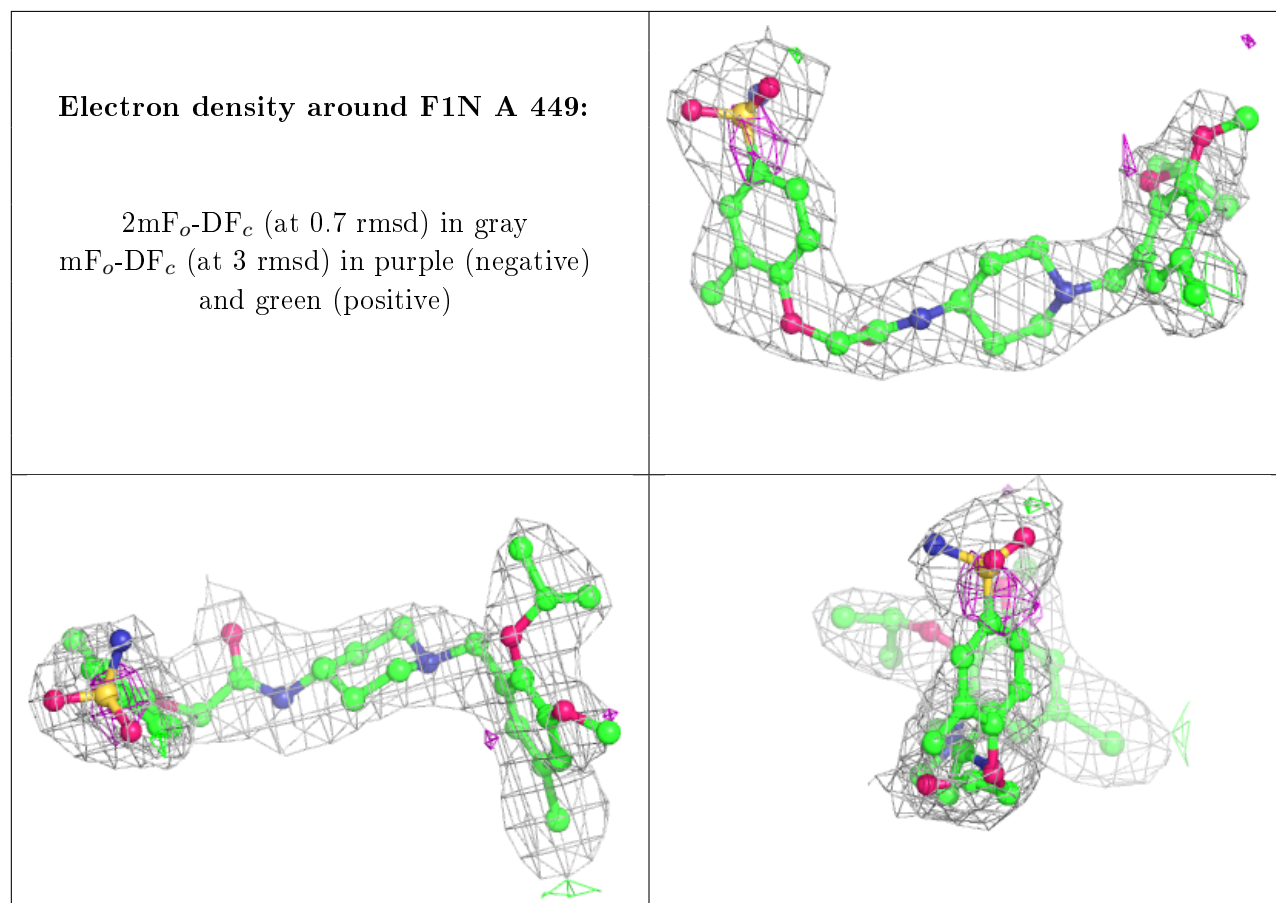 Electron density around F1N A 449:
2mFₒ-DF𝒸 (at 0.7 rmsd) in gray
mFₒ-DF𝒸 (at 3 rmsd) in purple (negative)
and green (positive)